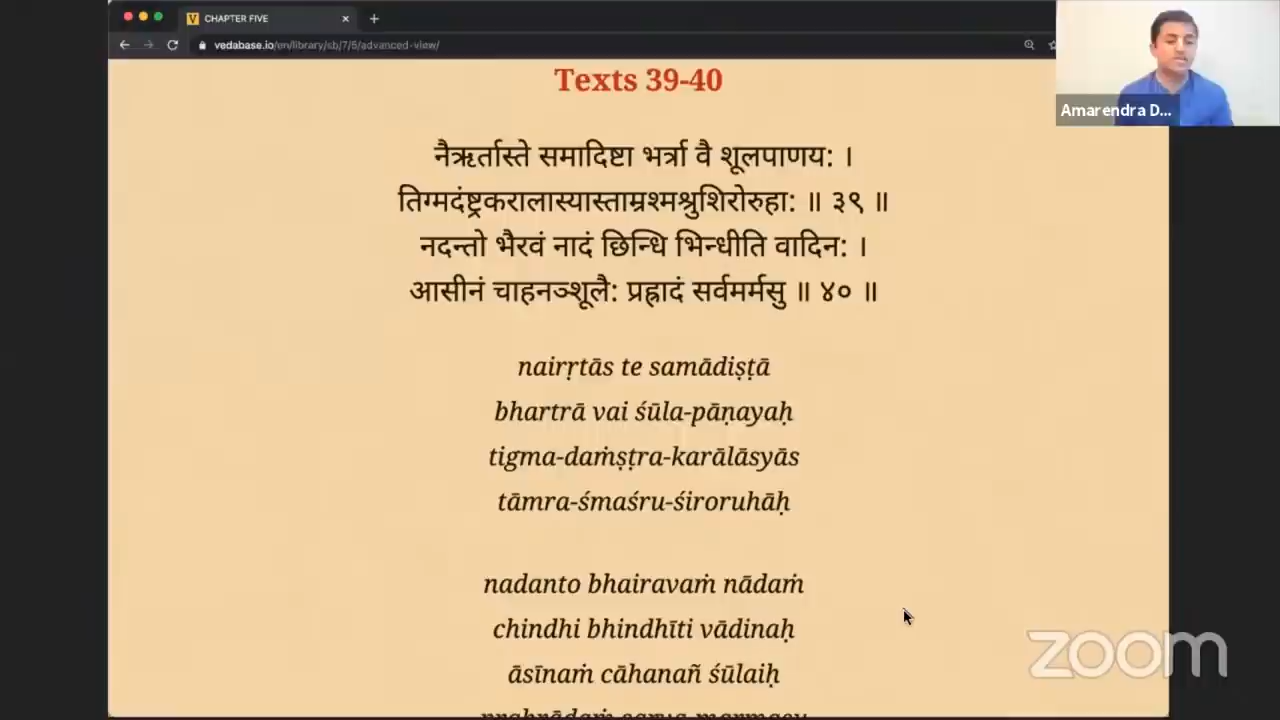 CHAPTER FIVE
vedabase.io/en/library/sb/7/5/advanced-view/
Amarendra D...
Texts 39-40
नैऋर्तास्ते समादिष्टा भर्त्रा वै शूलपाणय: ।
तिग्मदंष्ट्रकरालास्यास्ताम्रश्मश्रुशिरोरुहा: ॥ ३९ ॥
नदन्तो भैरवं नादं छिन्धि भिन्धीति वादिन: ।
आसीनं चाहनञ्शूलै: प्रह्रादं सर्वमर्मसु ॥ ४० ॥
nairṛtās te samādiṣṭā
bhartrā vai śūla-pāṇayaḥ
tigma-daṁṣṭra-karālāsyās
tāmra-śmaśru-śiroruhāḥ
nadanto bhairavaṁ nādaṁ
chindhi bhindhīti vādinaḥ
āsīnaṁ cāhanañ śūlaiḥ
prahrādaṁ sarva-marmasu
zoom